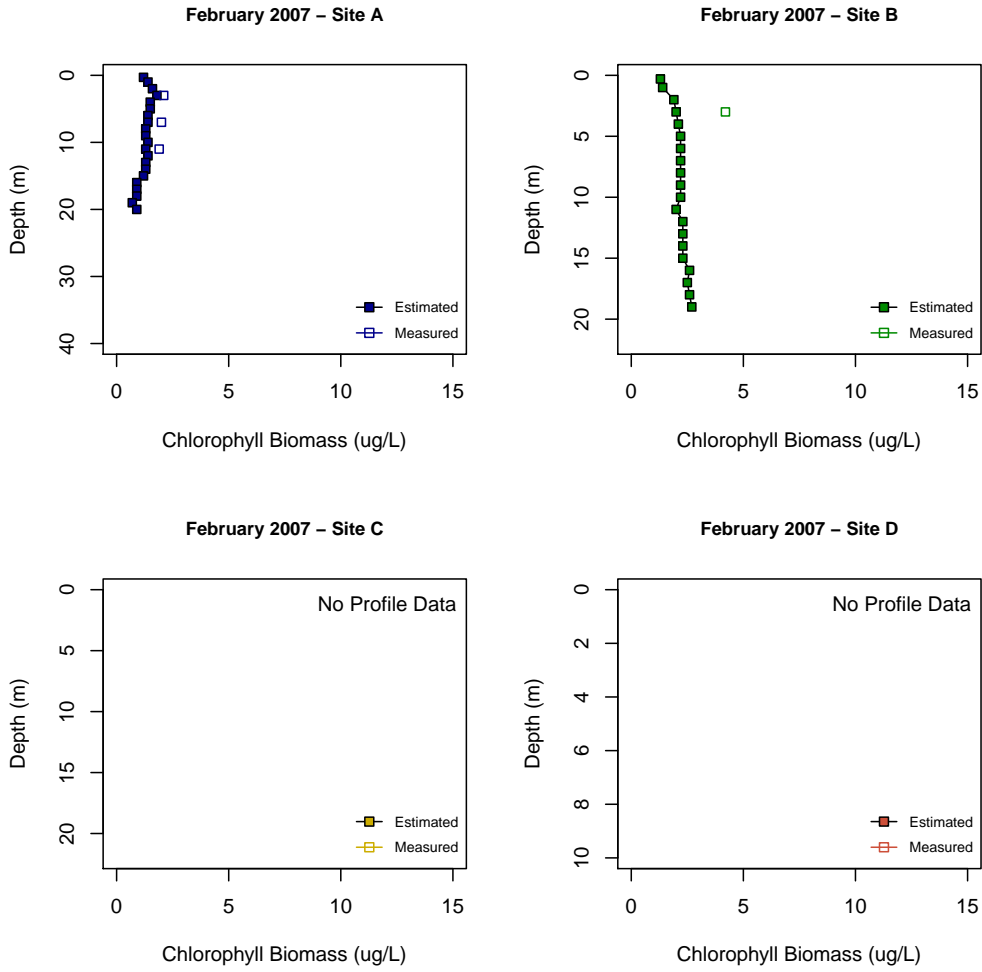 February 2007 – Site A
0
10
20
30
40
Depth (m)
Estimated
Measured
0 5 10 15
Chlorophyll Biomass (ug/L)
February 2007 – Site B
0
5
10
15
20
Depth (m)
Estimated
Measured
0 5 10 15
Chlorophyll Biomass (ug/L)
February 2007 – Site C
No Profile Data
0
5
10
15
20
Depth (m)
Estimated
Measured
0 5 10 15
Chlorophyll Biomass (ug/L)
February 2007 – Site D
No Profile Data
0
2
4
6
8
10
Depth (m)
Estimated
Measured
0 5 10 15
Chlorophyll Biomass (ug/L)